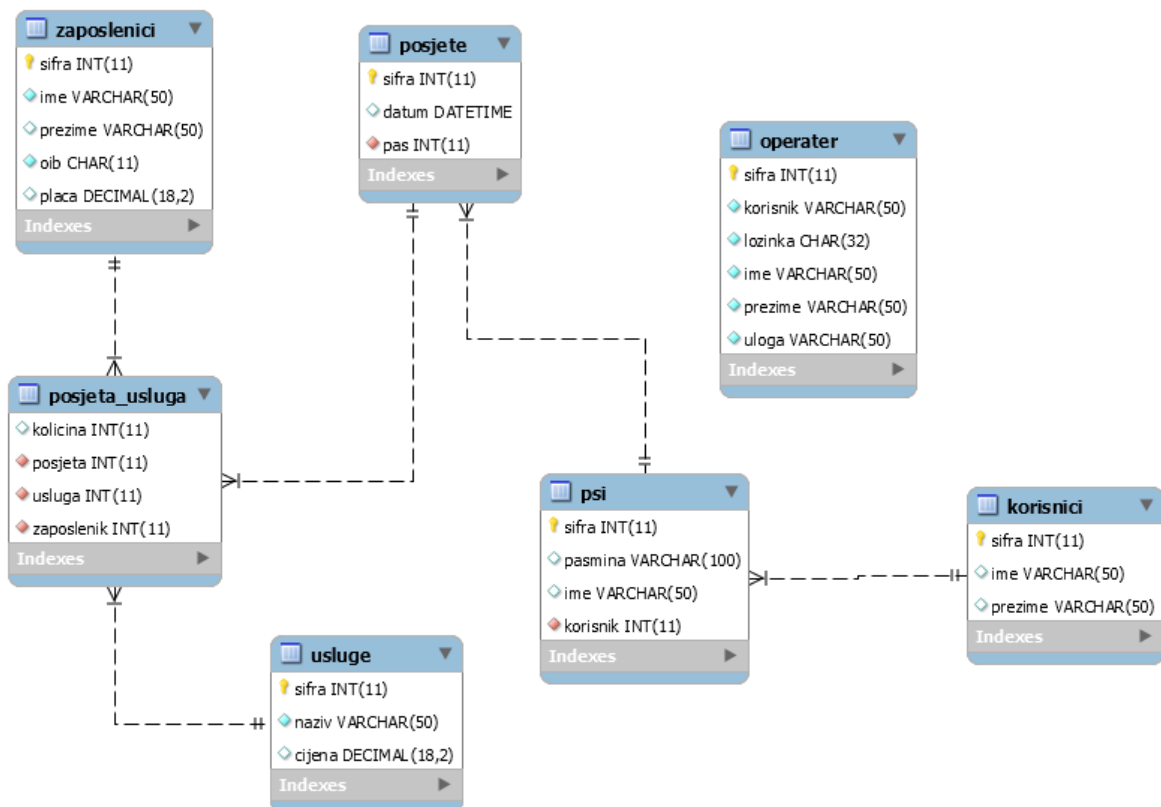 zaposlenici
sifra INT(11)
ime VARCHAR(50)
prezime VARCHAR(50)
oib CHAR(11)
placa DECIMAL(18,2)
Indexes
posjete
sifra INT(11)
datum DATETIME
pas INT(11)
Indexes
operater
sifra INT(11)
korisnik VARCHAR(50)
lozinka CHAR(32)
ime VARCHAR(50)
prezime VARCHAR(50)
uloga VARCHAR(50)
Indexes
posjeta_usluga
kolicina INT(11)
posjeta INT(11)
usluga INT(11)
zaposlenik INT(11)
Indexes
psi
sifra INT(11)
pasmina VARCHAR(100)
ime VARCHAR(50)
korisnik INT(11)
Indexes
korisnici
sifra INT(11)
ime VARCHAR(50)
prezime VARCHAR(50)
Indexes
usluge
sifra INT(11)
naziv VARCHAR(50)
cijena DECIMAL(18,2)
Indexes